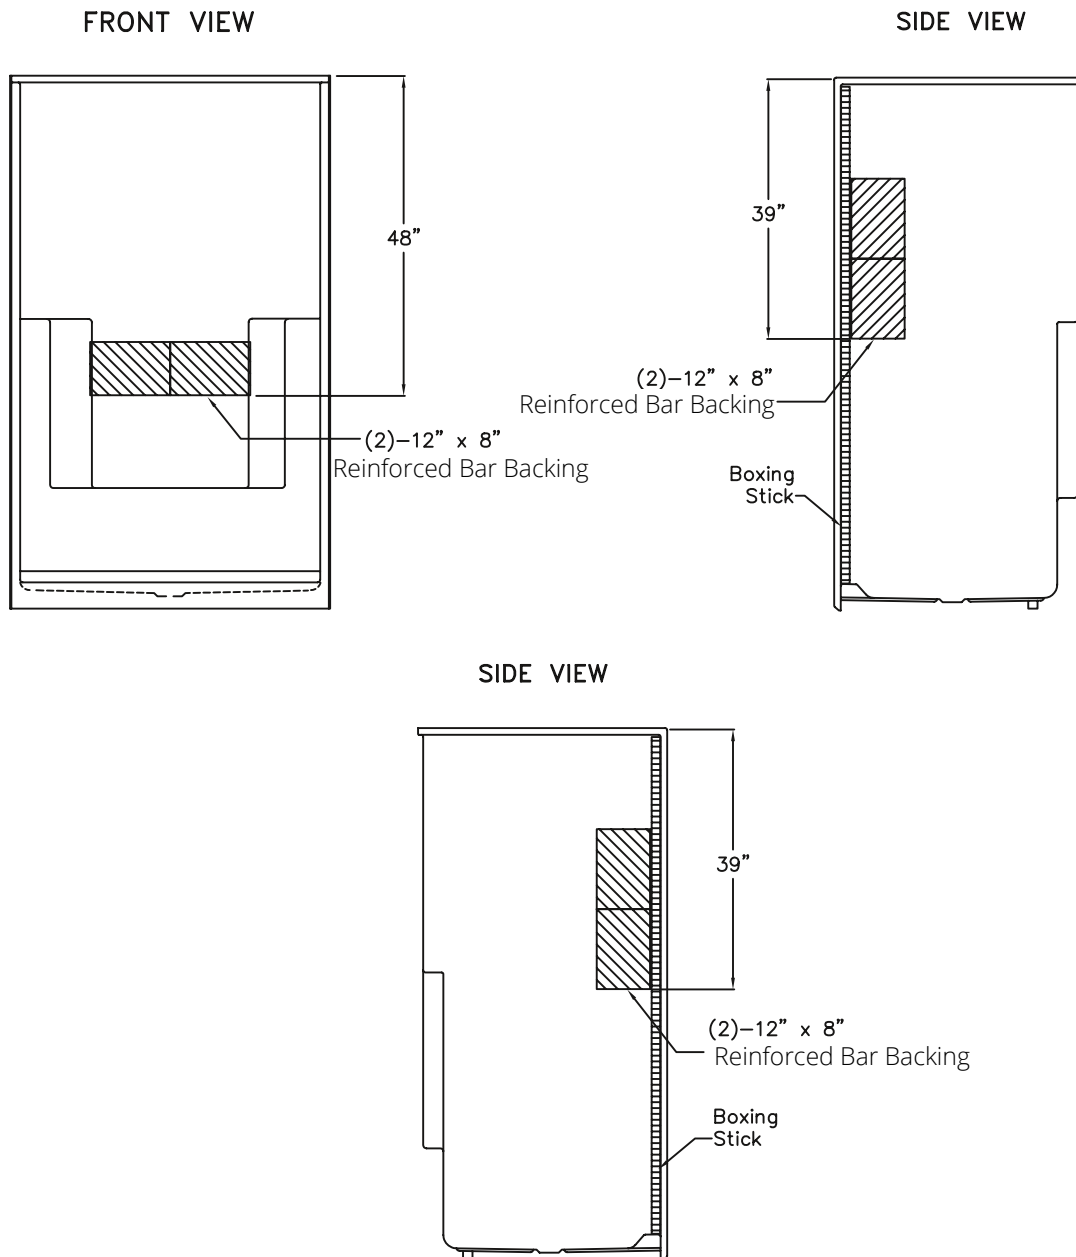 FRONT VIEW
48”
(2)–12” x 8”
Reinforced Bar Backing
SIDE VIEW
39”
(2)–12” x 8”
Reinforced Bar Backing
Boxing
Stick
SIDE VIEW
39”
(2)–12” x 8”
Reinforced Bar Backing
Boxing
Stick